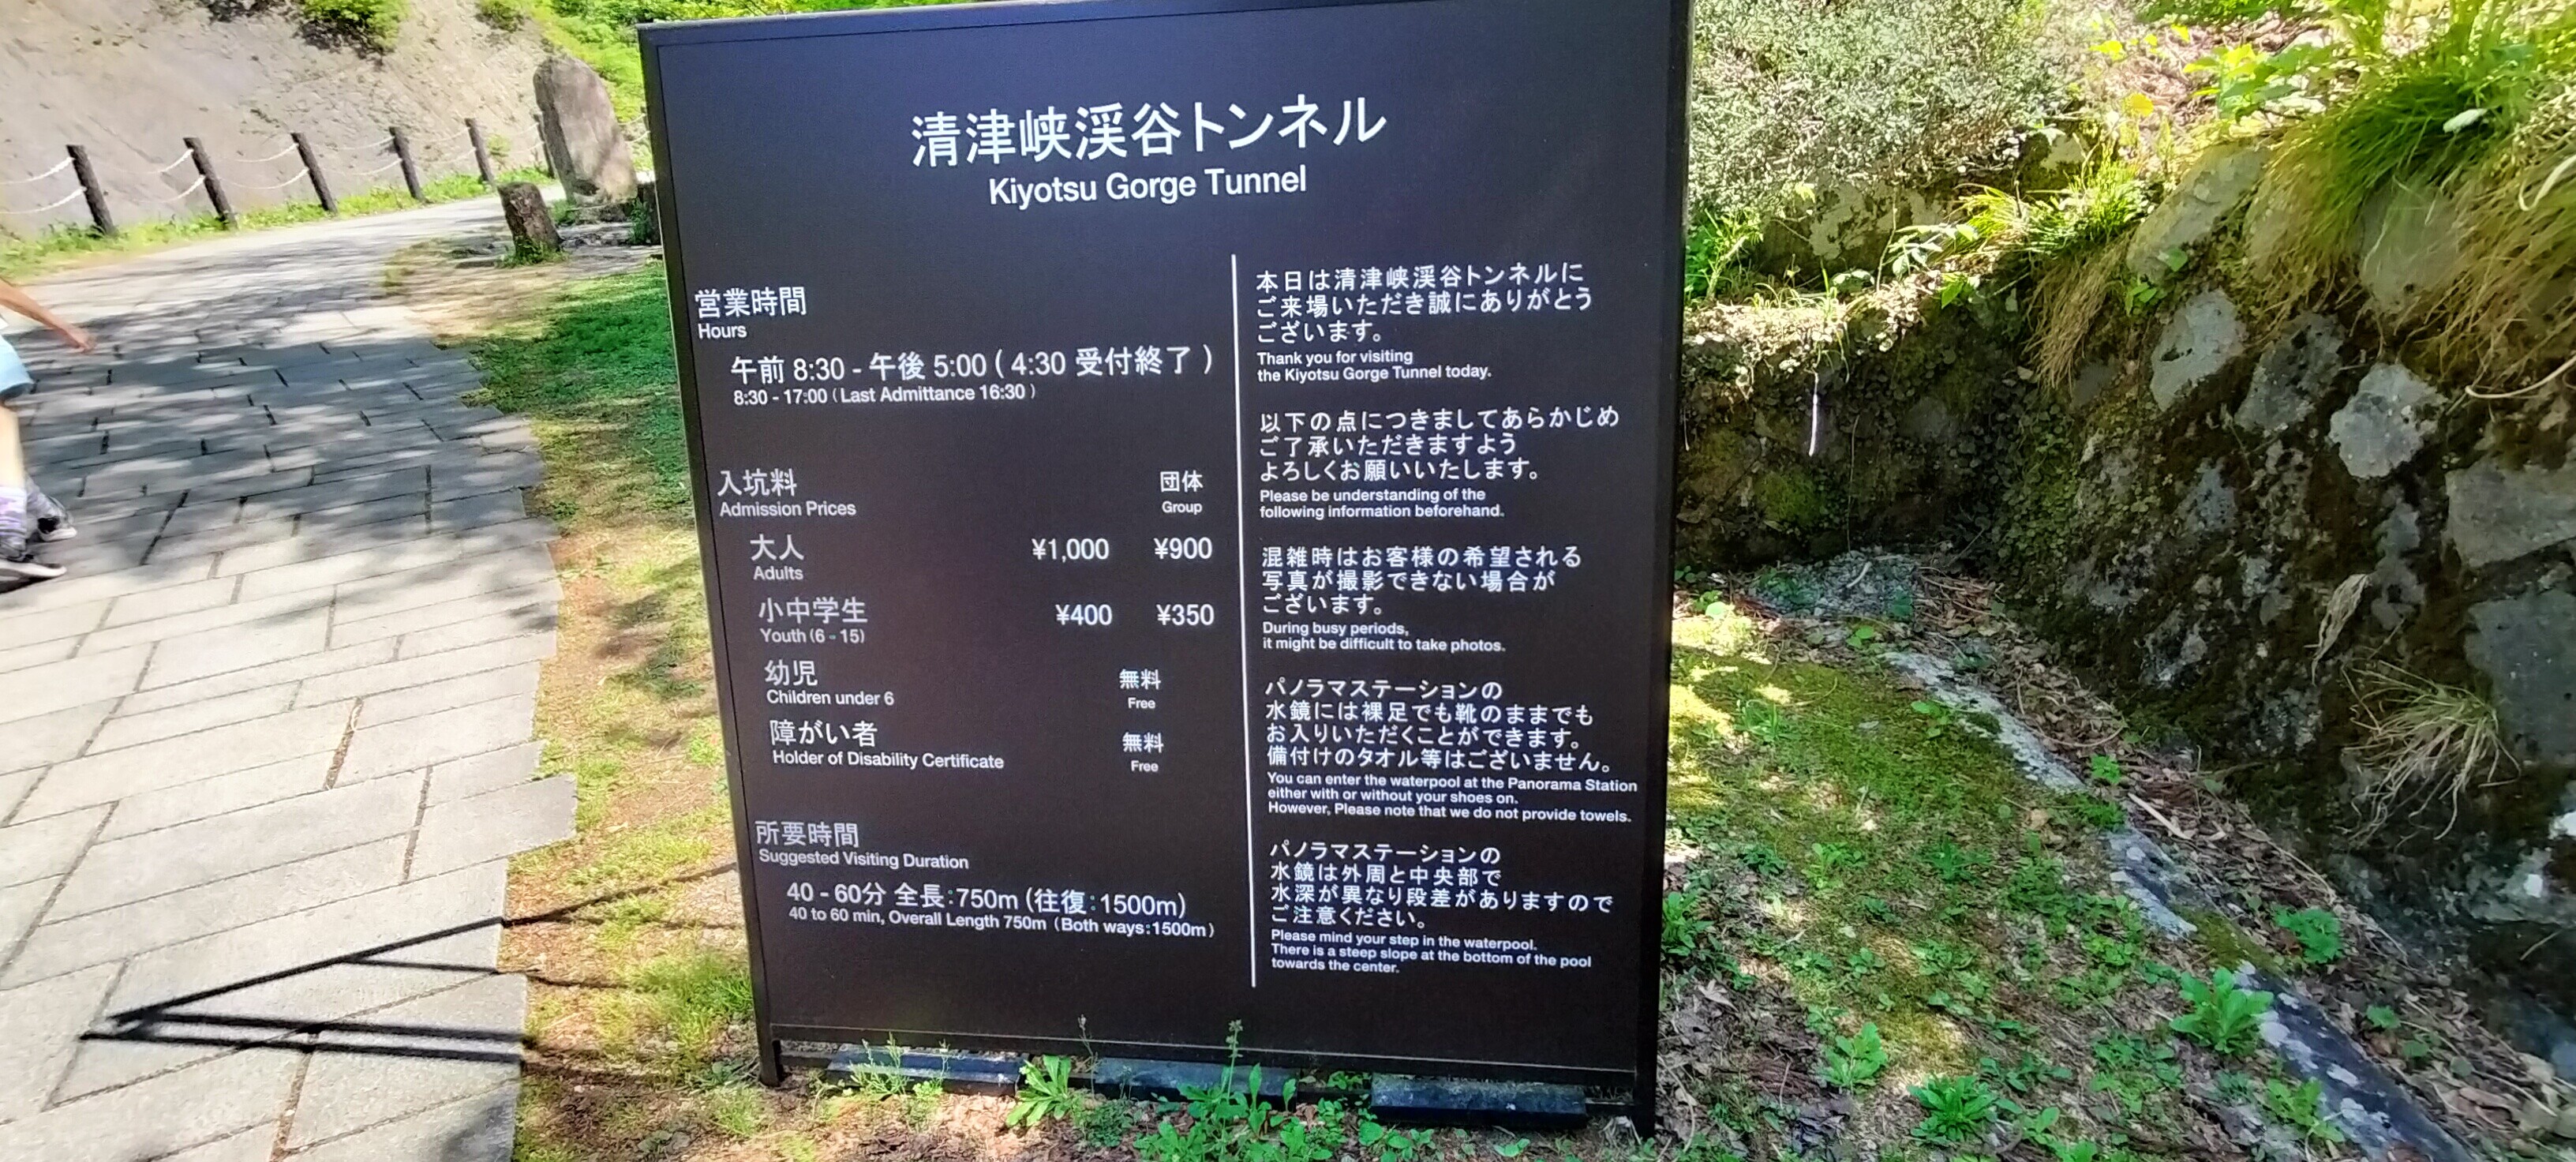 清津峡渓谷トンネル
Kiyotsu Gorge Tunnel
営業時間
Hours
午前 8:30 - 午後 5:00 ( 4:30 受付終了 )
8:30 - 17:00 ( Last Admittance 16:30 )
入坑料 団体
Admission Prices Group
大人 ¥1,000 ¥900
Adults
小中学生 ¥400 ¥350
Youth (6 - 15)
幼児 無料
Children under 6 Free
障がい者 無料
Holder of Disability Certificate Free
所要時間
Suggested Visiting Duration
40 - 60分 全長:750m (往復:1500m)
40 to 60 min, Overall Length 750m (Both ways:1500m)
本日は清津峡渓谷トンネルに
ご来場いただき誠にありがとう
ございます。
Thank you for visiting
the Kiyotsu Gorge Tunnel today.
以下の点につきましてあらかじめ
ご了承いただきますよう
よろしくお願いいたします。
Please be understanding of the
following information beforehand.
混雑時はお客様の希望される
写真が撮影できない場合が
ございます。
During busy periods,
it might be difficult to take photos.
パノラマステーションの
水鏡には裸足でも靴のままでも
お入りいただくことができます。
備付けのタオル等はございません。
You can enter the waterpool at the Panorama Station
either with or without your shoes on.
However, Please note that we do not provide towels.
パノラマステーションの
水鏡は外周と中央部で
水深が異なり段差がありますので
ご注意ください。
Please mind your step in the waterpool.
There is a steep slope at the bottom of the pool
towards the center.